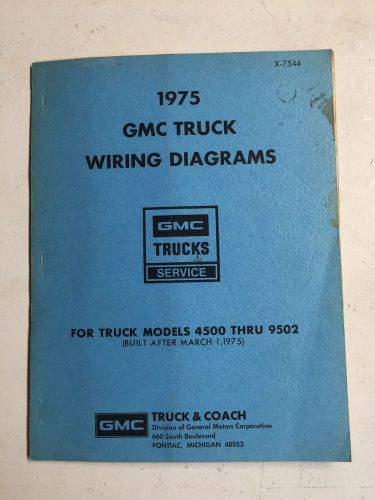 X-7544
1975
GMC TRUCK
WIRING DIAGRAMS
GMC
TRUCKS
SERVICE
FOR TRUCK MODELS 4500 THRU 9502
(BUILT AFTER MARCH 1,1975)
GMC TRUCK & COACH
Division of General Motors Corporation
660 South Boulevard
PONTIAC, MICHIGAN 48053